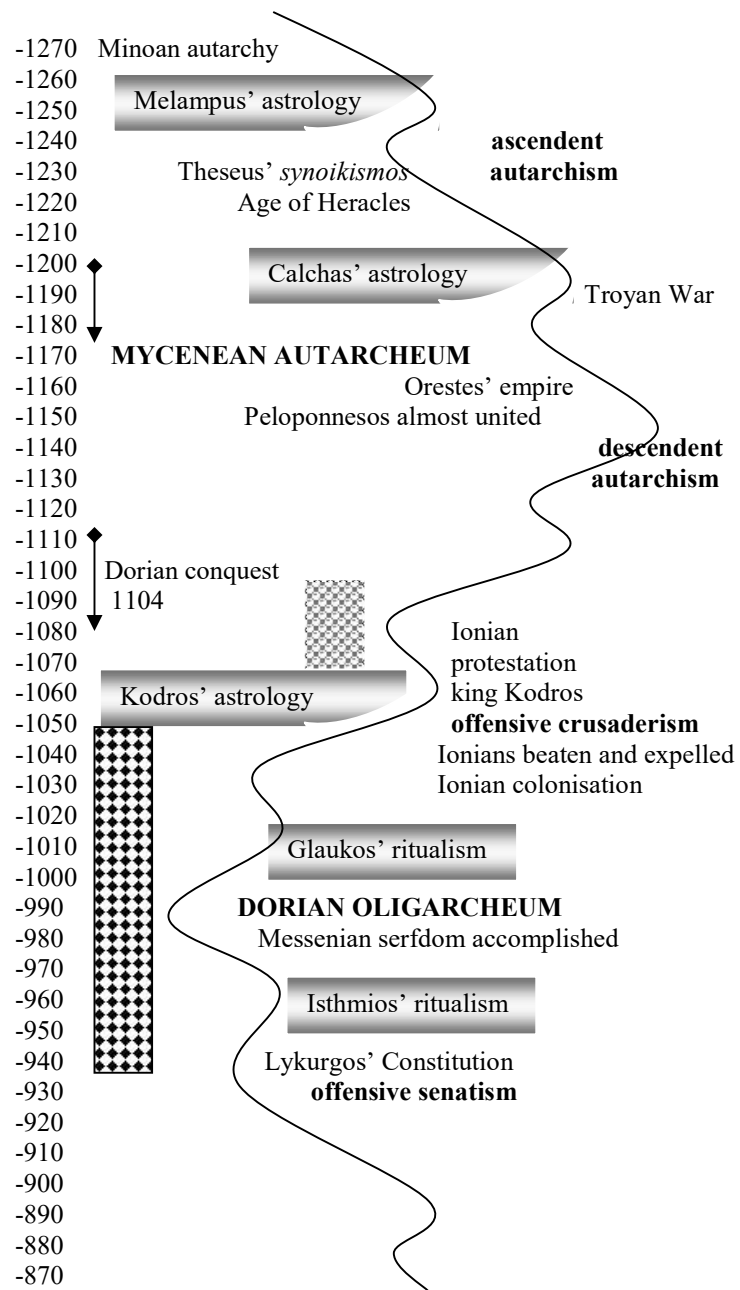 -1270 Minoan autarchy
-1260
Melampus’ astrology
-1250
-1240 ascendent
-1230 Theseus’ synoikismos autarchism
-1220 Age of Heracles
-1210
-1200 Calchas’ astrology
-1190 Troyan War
-1180
-1170 MYCENEAN AUTARCHEUM
-1160 Orestes’ empire
-1150 Peloponnesos almost united
-1140 descendent
-1130 autarchism
-1120
-1110
-1100 Dorian conquest
-1090 1104
-1080 Ionian
-1070 protestation
-1060 Kodros’ astrology king Kodros
-1050 offensive crusaderism
-1040 Ionians beaten and expelled
-1030 Ionian colonisation
-1020
-1010 Glaukos’ ritualism
-1000
-990 DORIAN OLIGARCHEUM
-980 Messenian serfdom accomplished
-970
-960 Isthmios’ ritualism
-950
-940 Lykurgos’ Constitution
-930 offensive senatism
-920
-910
-900
-890
-880
-870